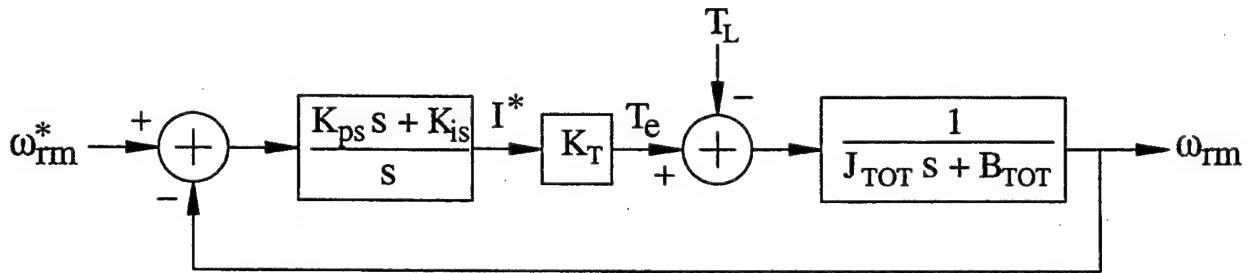 T_L
ω*_rm
+
−
K_ps s + K_is
s
I*
K_T
T_e
+
−
+
+
1
J_TOT s + B_TOT
ω_rm